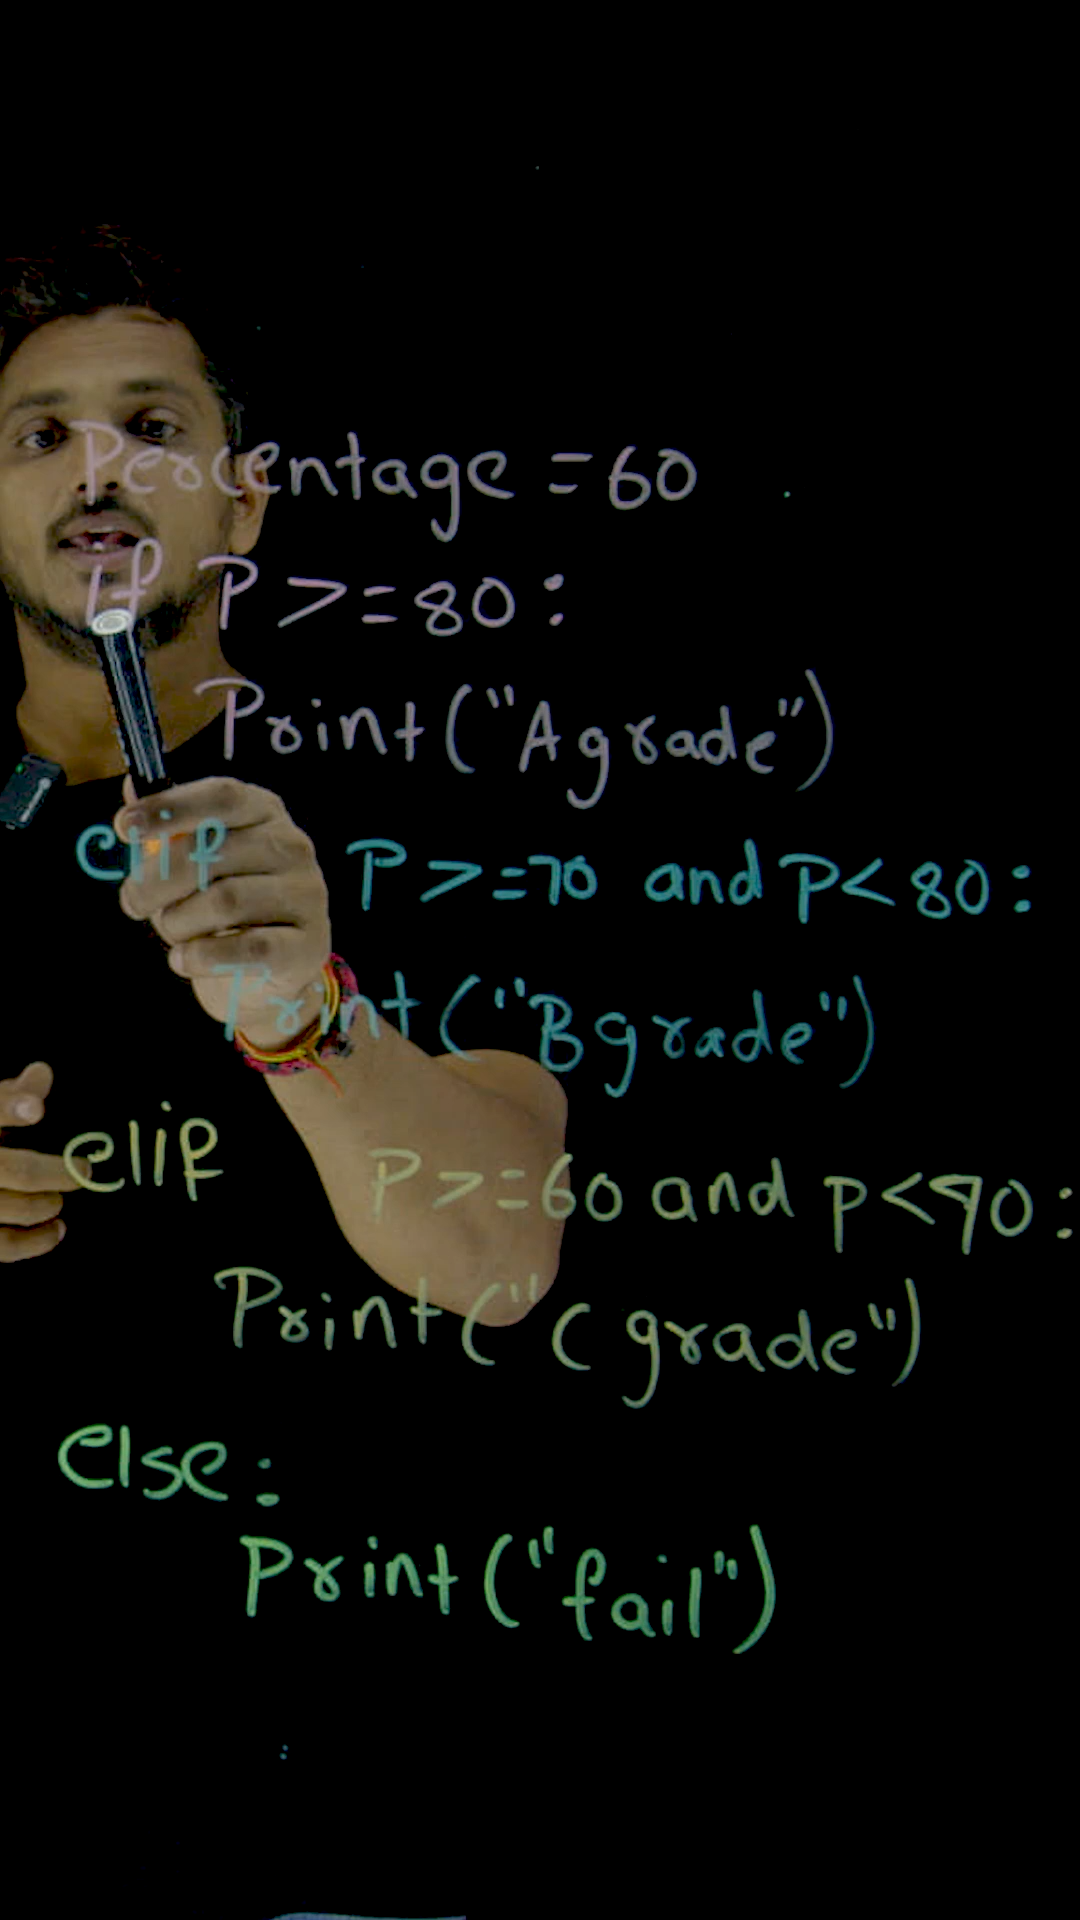 Percentage = 60
if P >= 80 :
Print ("A grade")
elif P >= 70 and P < 80 :
Print ("B grade")
elif P >= 60 and p < 70 :
Print ("C grade")
else :
Print ("fail")